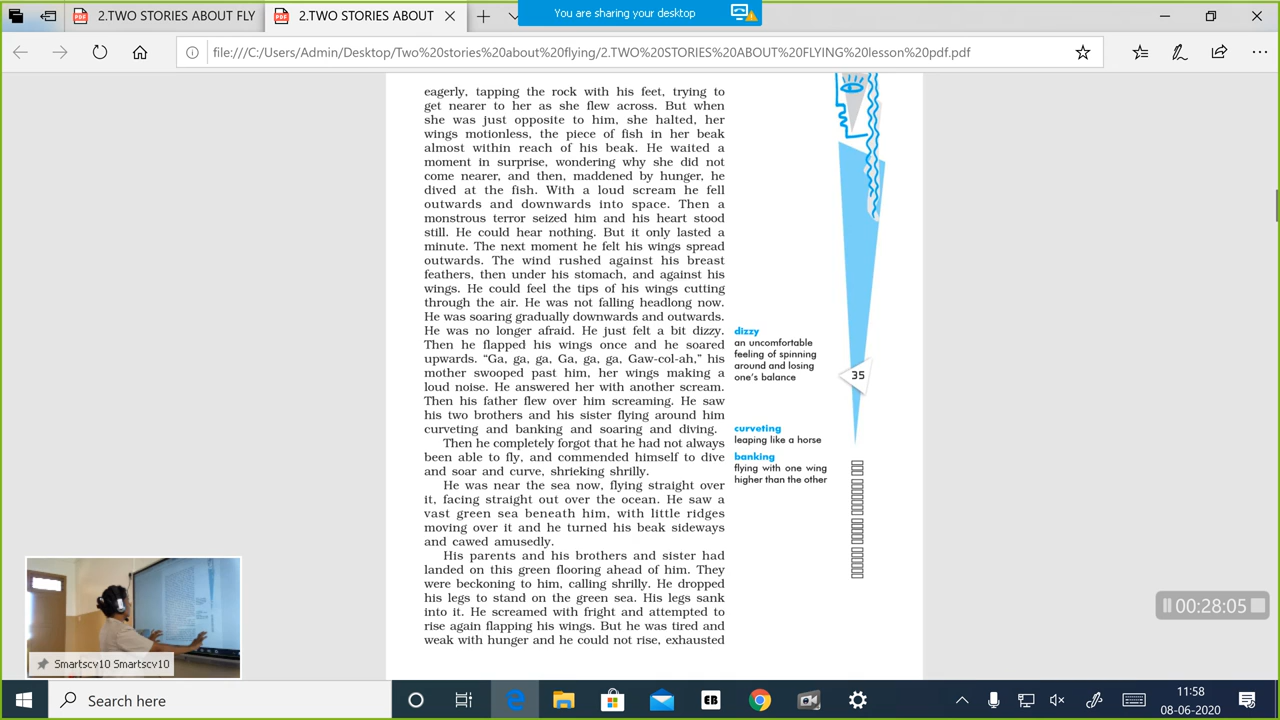 2.TWO STORIES ABOUT FLY
2.TWO STORIES ABOUT
You are sharing your desktop
file:///C:/Users/Admin/Desktop/Two%20stories%20about%20flying/2.TWO%20STORIES%20ABOUT%20FLYING%20lesson%20pdf.pdf
eagerly, tapping the rock with his feet, trying to
get nearer to her as she flew across. But when
she was just opposite to him, she halted, her
wings motionless, the piece of fish in her beak
almost within reach of his beak. He waited a
moment in surprise, wondering why she did not
come nearer, and then, maddened by hunger, he
dived at the fish. With a loud scream he fell
outwards and downwards into space. Then a
monstrous terror seized him and his heart stood
still. He could hear nothing. But it only lasted a
minute. The next moment he felt his wings spread
outwards. The wind rushed against his breast
feathers, then under his stomach, and against his
wings. He could feel the tips of his wings cutting
through the air. He was not falling headlong now.
He was soaring gradually downwards and outwards.
He was no longer afraid. He just felt a bit dizzy.
Then he flapped his wings once and he soared
upwards. “Ga, ga, ga, Ga, ga, ga, Gaw-col-ah,” his
mother swooped past him, her wings making a
loud noise. He answered her with another scream.
Then his father flew over him screaming. He saw
his two brothers and his sister flying around him
curveting and banking and soaring and diving.
Then he completely forgot that he had not always
been able to fly, and commended himself to dive
and soar and curve, shrieking shrilly.
He was near the sea now, flying straight over
it, facing straight out over the ocean. He saw a
vast green sea beneath him, with little ridges
moving over it and he turned his beak sideways
and cawed amusedly.
His parents and his brothers and sister had
landed on this green flooring ahead of him. They
were beckoning to him, calling shrilly. He dropped
his legs to stand on the green sea. His legs sank
into it. He screamed with fright and attempted to
rise again flapping his wings. But he was tired and
weak with hunger and he could not rise, exhausted
dizzy
an uncomfortable
feeling of spinning
around and losing
one’s balance
35
curveting
leaping like a horse
banking
flying with one wing
higher than the other
00:28:05
Smartscv10 Smartscv10
Search here
EB
11:58
08-06-2020